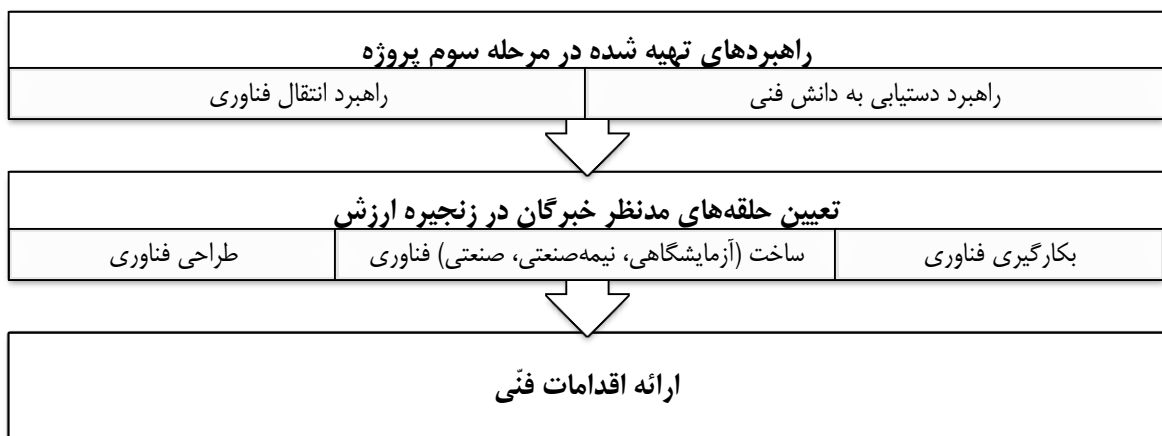 راهبردهای تهیه شده در مرحله سوم پروژه
راهبرد دستیابی به دانش فنی
راهبرد انتقال فناوری
تعیین حلقه‌های مدنظر خبرگان در زنجیره ارزش
بکارگیری فناوری
ساخت (آزمایشگاهی، نیمه‌صنعتی، صنعتی) فناوری
طراحی فناوری
ارائه اقدامات فنّی